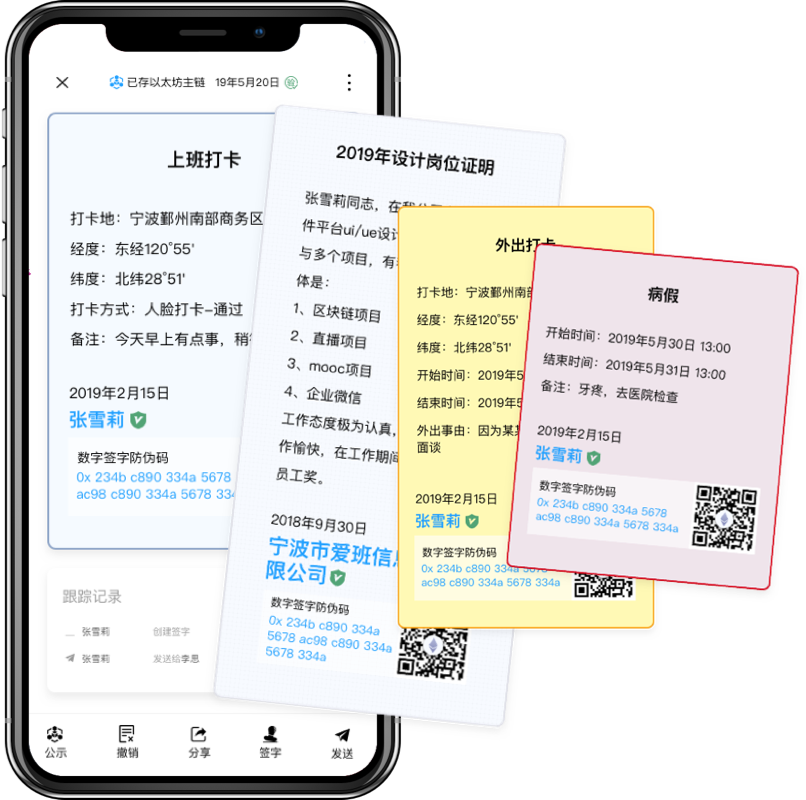 已存以太坊主链 19年5月20日 验
上班打卡
打卡地：宁波鄞州南部商务区
经度：东经120°55'
纬度：北纬28°51'
打卡方式：人脸打卡-通过
备注：今天早上有点事，稍
2019年2月15日
张雪莉
数字签字防伪码
0x 234b c890 334a 5678
ac98 c890 334a 5678 334
跟踪记录
张雪莉 创建签字
张雪莉 发送给李思
公示 撤销 分享 签字 发送
2019年设计岗位证明
张雪莉同志，在我公司
件平台ui/ue设计
与多个项目，有
体是：
1、区块链项目
2、直播项目
3、mooc项目
4、企业微信
工作态度极为认真，
作愉快，在工作期间
员工奖。
2018年9月30日
宁波市爱班信息
限公司
数字签字防伪码
0x 234b c890 334a
5678 ac98 c890 334a
5678 334a
外出打卡
打卡地：宁波鄞州南部
经度：东经120°55'
纬度：北纬28°51'
开始时间：2019年5
结束时间：2019年5
外出事由：因为某
面谈
2019年2月15日
张雪莉
数字签字防伪码
0x 234b c890 334a 5678
ac98 c890 334a 5678 334a
病假
开始时间：2019年5月30日 13:00
结束时间：2019年5月31日 13:00
备注：牙疼，去医院检查
2019年2月15日
张雪莉
数字签字防伪码
0x 234b c890 334a 5678
ac98 c890 334a 5678 334a